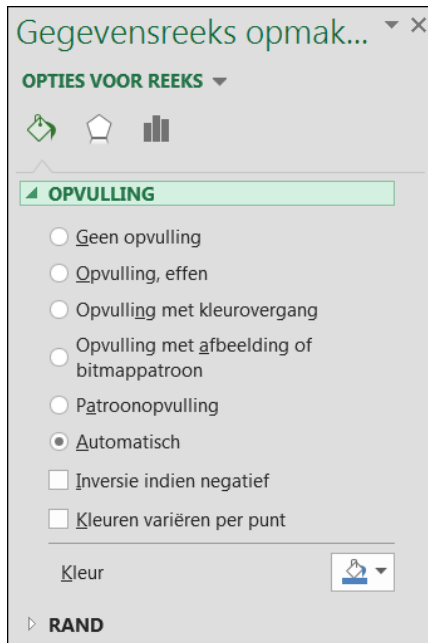 Gegevensreeks opmak...
OPTIES VOOR REEKS
OPVULLING
Geen opvulling
Opvulling, effen
Opvulling met kleurovergang
Opvulling met afbeelding of
bitmappatroon
Patroonopvulling
Automatisch
Inversie indien negatief
Kleuren variëren per punt
Kleur
RAND